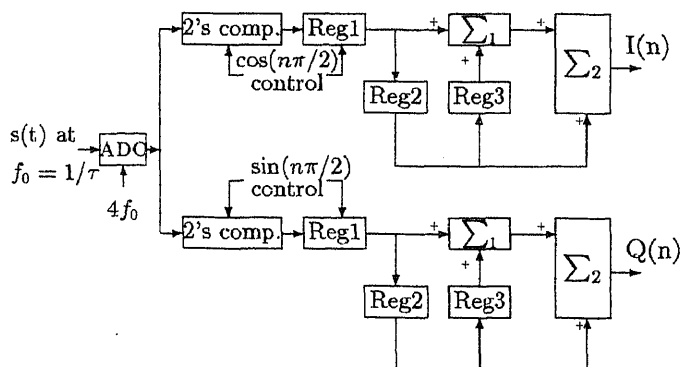 2's comp.
Reg1
+
∑1
+
I(n)
cos(nπ/2)
control
∑2
+
Reg2
Reg3
+
s(t) at
ADC
f0 = 1/τ
4f0
sin(nπ/2)
control
2's comp.
Reg1
+
∑1
+
Q(n)
∑2
+
Reg2
Reg3
+